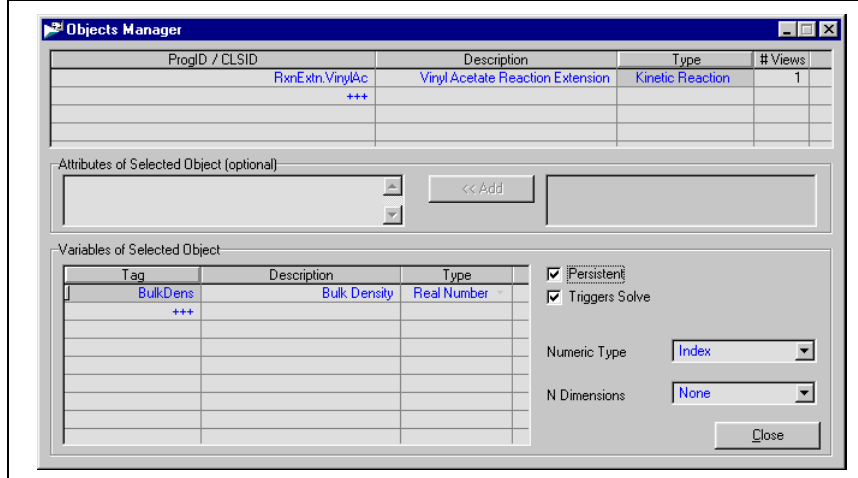 Objects Manager
ProgID / CLSID Description Type # Views
RxnExtn.VinylAc Vinyl Acetate Reaction Extension Kinetic Reaction 1
+++
Attributes of Selected Object (optional)
<< Add
Variables of Selected Object
Tag Description Type
BulkDens Bulk Density Real Number
+++
Persistent
Triggers Solve
Numeric Type Index
N Dimensions None
Close